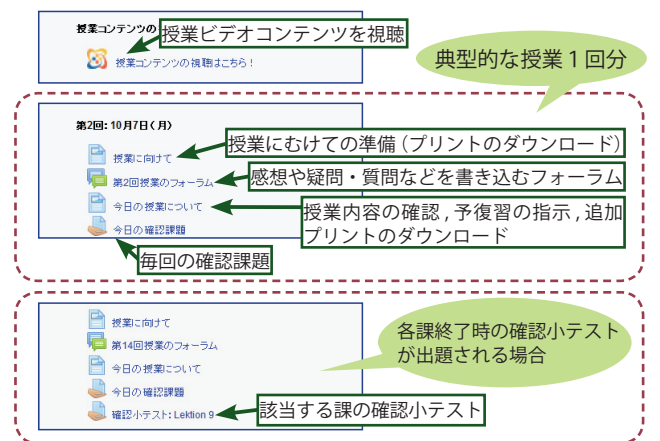 授業コンテンツの
授業ビデオコンテンツを視聴
授業コンテンツの視聴はこちら！
典型的な授業１回分
第2回：10月7日（月）
授業にむけての準備（プリントのダウンロード）
授業に向けて
第2回授業のフォーラム
感想や疑問・質問などを書き込むフォーラム
今日の授業について
授業内容の確認，予復習の指示，追加
プリントのダウンロード
今日の確認課題
毎回の確認課題
授業に向けて
第14回授業のフォーラム
今日の授業について
今日の確認課題
確認小テスト：Lektion 9
各課終了時の確認小テスト
が出題される場合
該当する課の確認小テスト